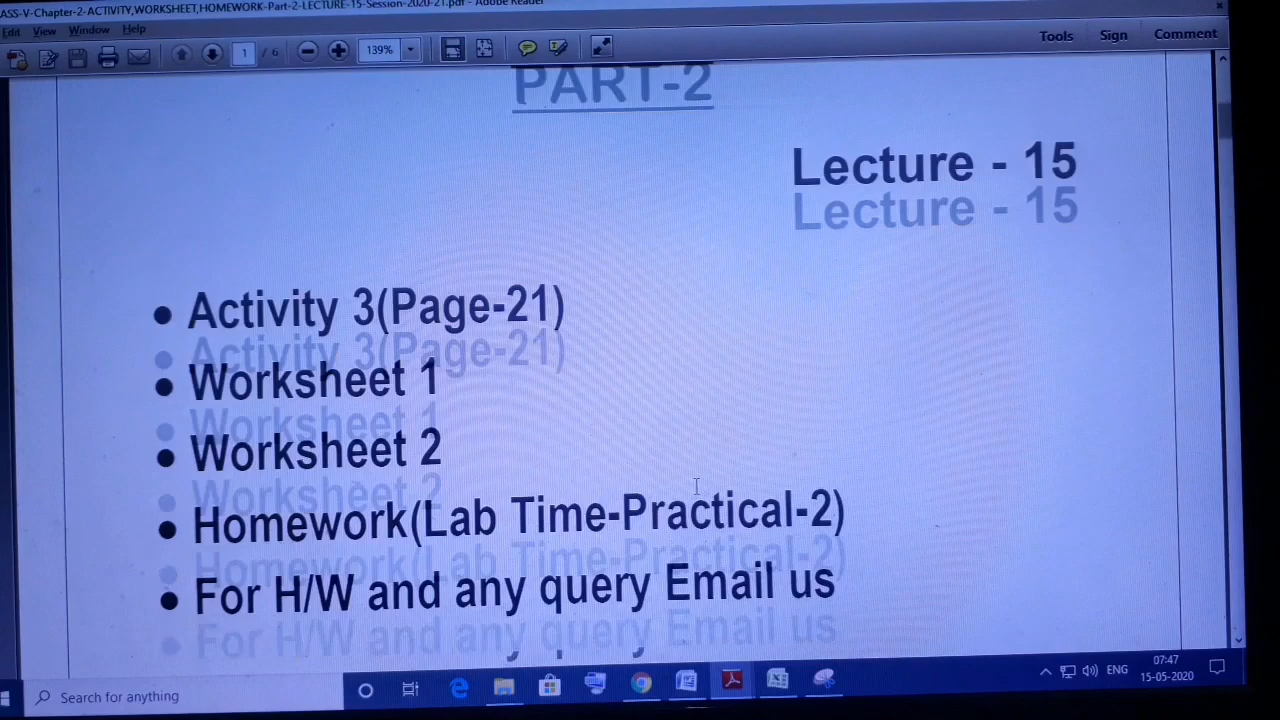 ASS-V-Chapter-2-ACTIVITY,WORKSHEET,HOMEWORK-Part-2-LECTURE-15-Session-2020-21.pdf - Adobe Reader
Edit View Window Help
1 / 6 139% Tools Sign Comment
PART-2
Lecture - 15
Lecture - 15
• Activity 3(Page-21)
• Activity 3(Page-21)
• Worksheet 1
• Worksheet 1
• Worksheet 2
• Worksheet 2
• Homework(Lab Time-Practical-2)
• Homework(Lab Time-Practical-2)
• For H/W and any query Email us
• For H/W and any query Email us
Search for anything
ENG
07:47
15-05-2020